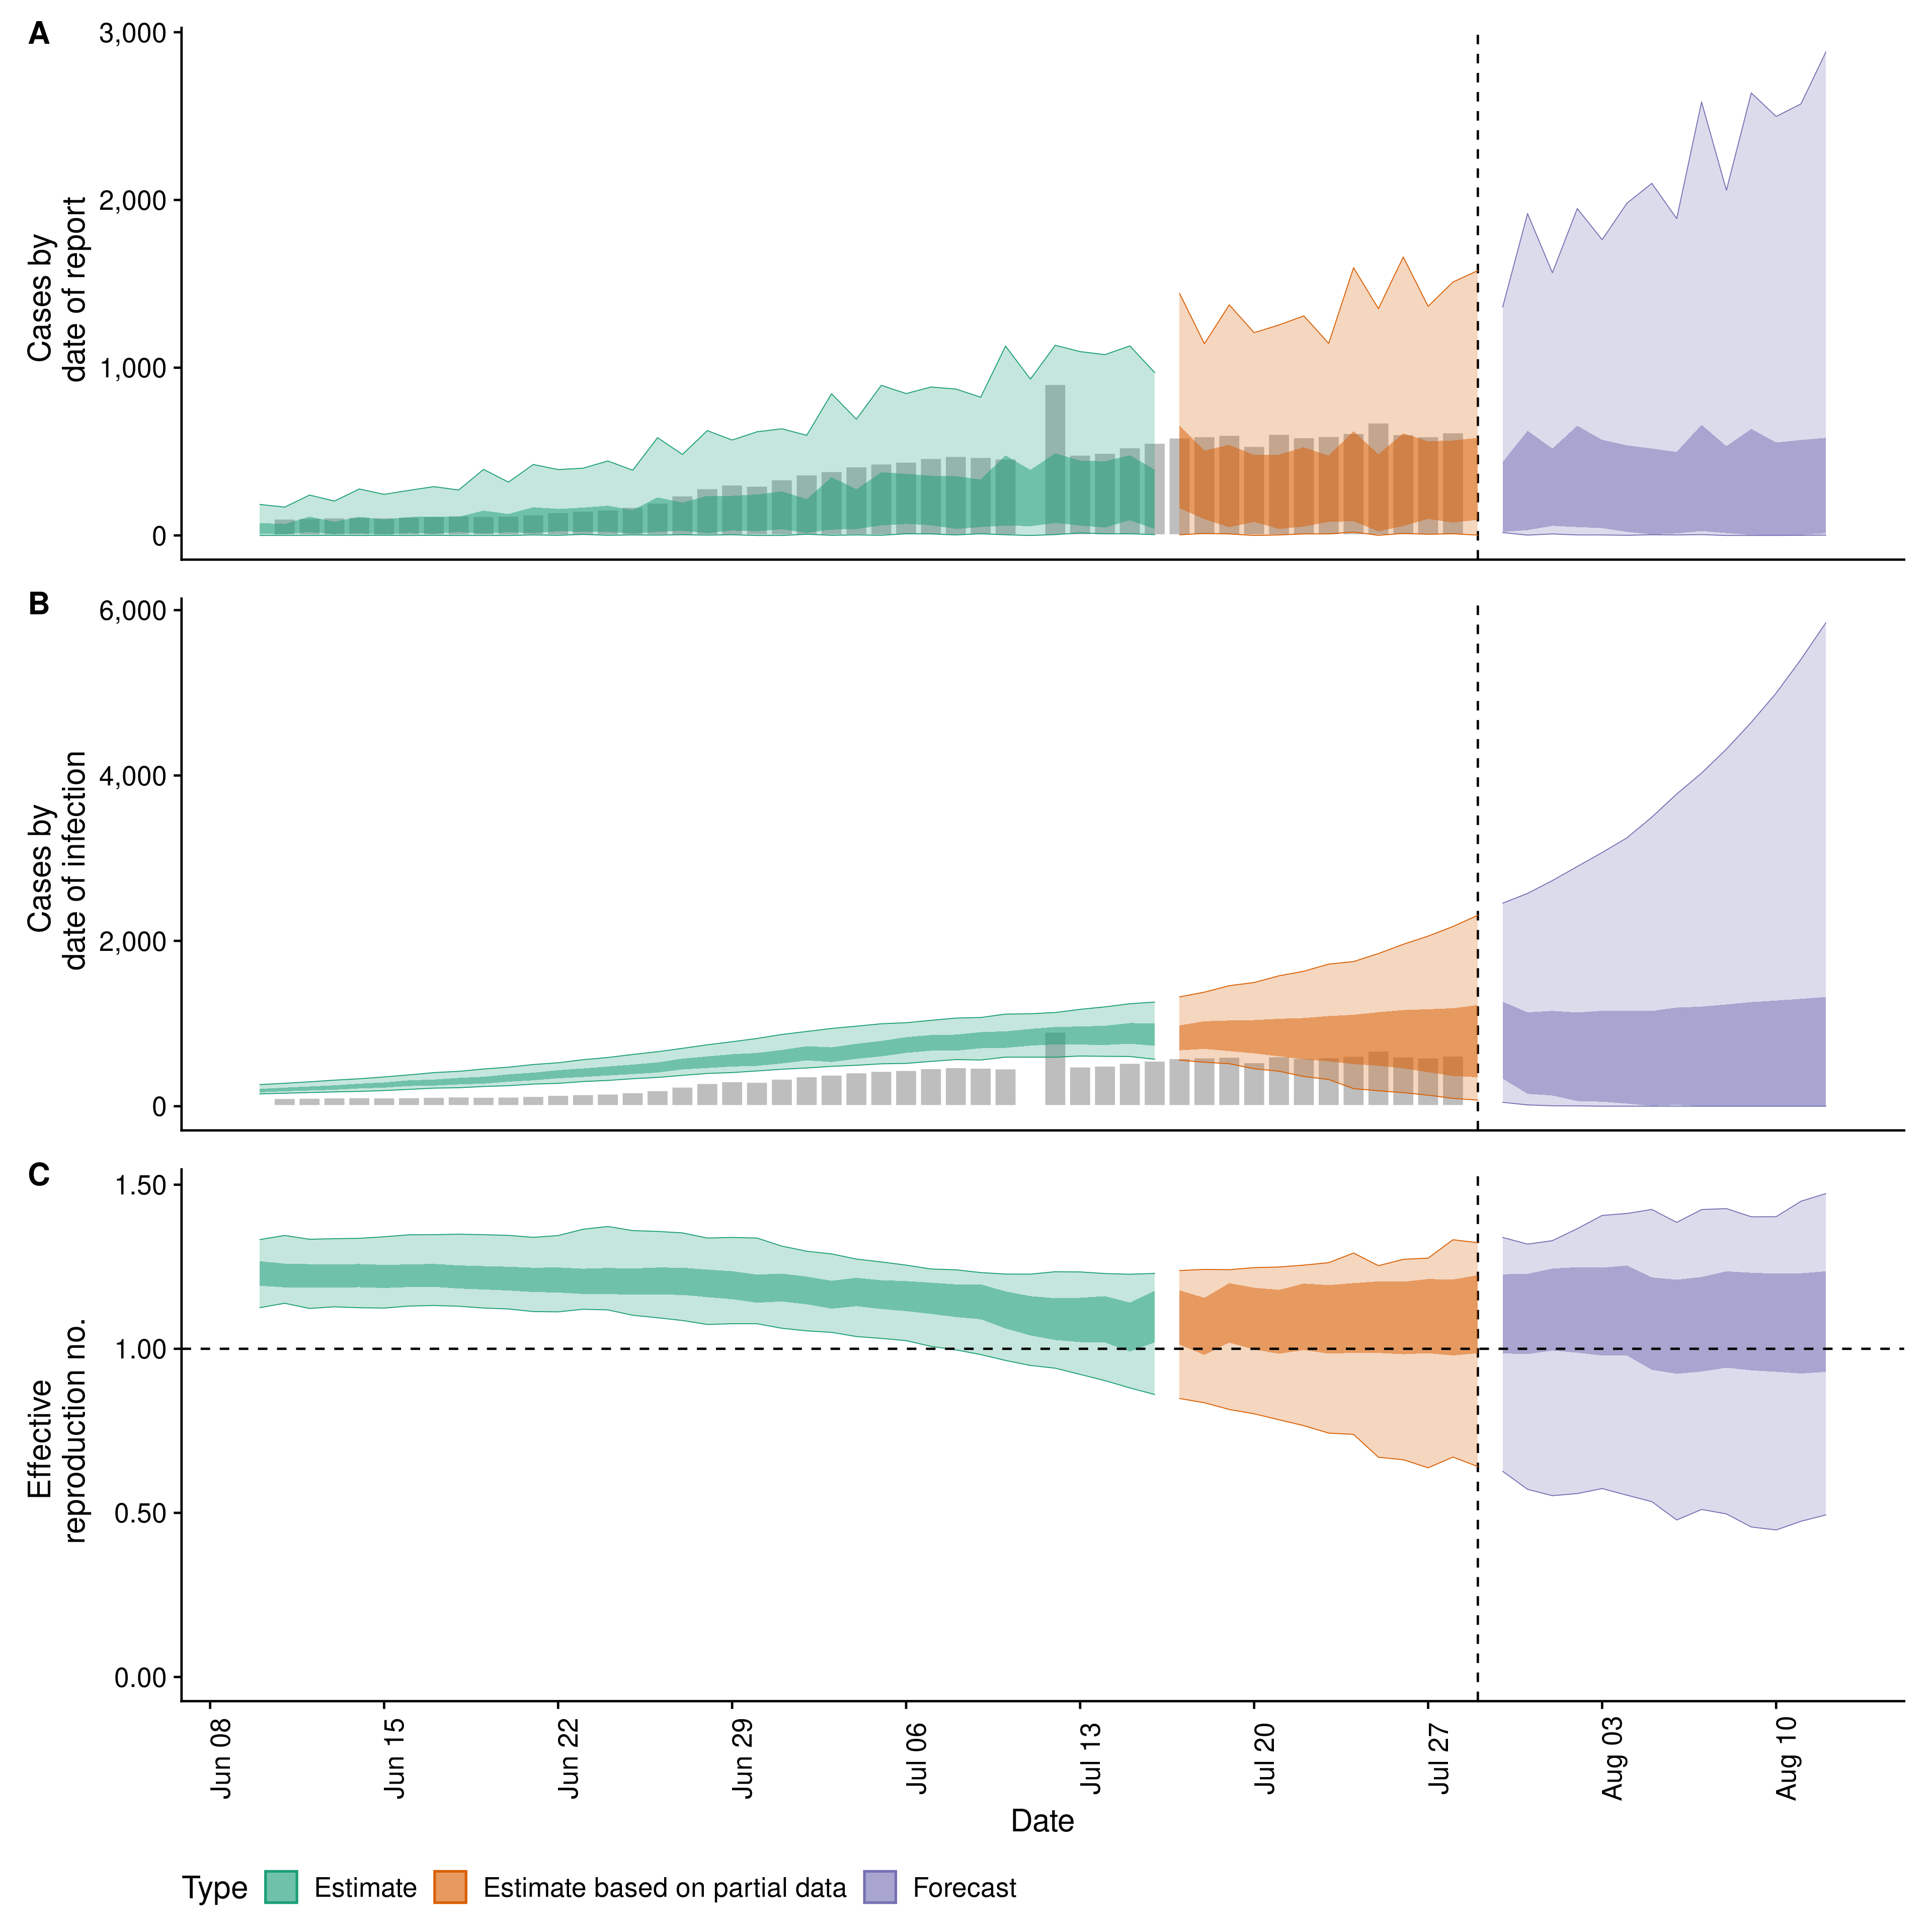 A
3,000
2,000
1,000
0
Cases by
date of report
B
6,000
4,000
2,000
0
Cases by
date of infection
C
1.50
1.00
0.50
0.00
Effective
reproduction no.
Jun 08
Jun 15
Jun 22
Jun 29
Jul 06
Jul 13
Jul 20
Jul 27
Aug 03
Aug 10
Date
Type
Estimate
Estimate based on partial data
Forecast